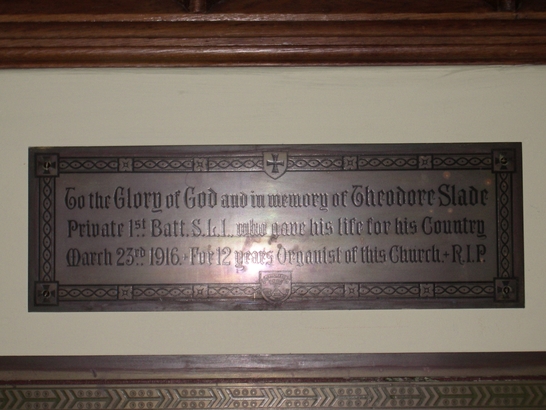 To the Glory of God and in memory of Theodore Slade
Private 1st Batt. S.L.I. who gave his life for his Country
March 23rd 1916. For 12 years Organist of this Church. + R.I.P.